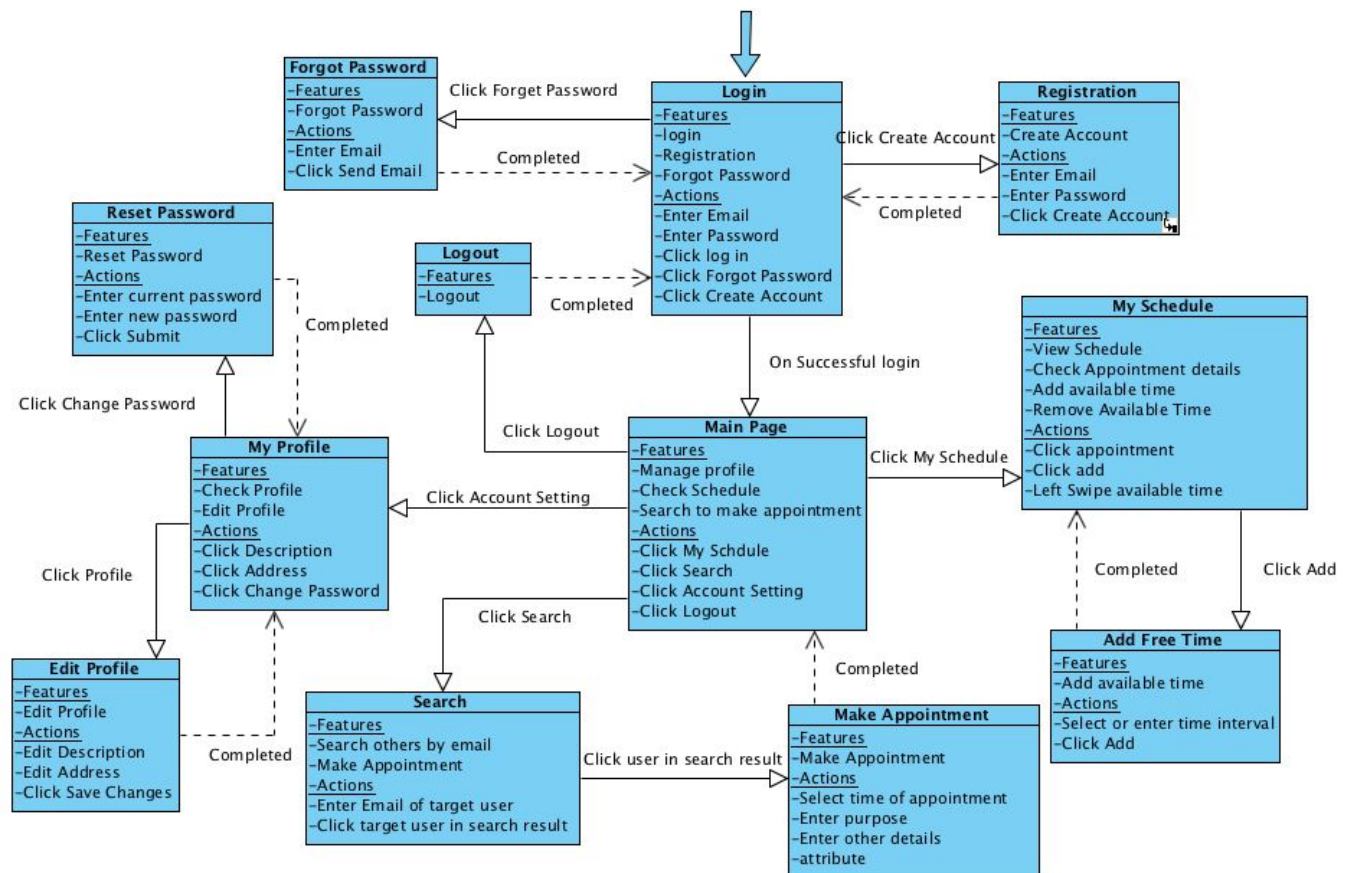 Forgot Password
-Features
-Forgot Password
-Actions
-Enter Email
-Click Send Email
Click Forget Password
Completed
Login
-Features
-login
-Registration
-Forgot Password
-Actions
-Enter Email
-Enter Password
-Click log in
-Click Forgot Password
-Click Create Account
Click Create Account
Completed
Registration
-Features
-Create Account
-Actions
-Enter Email
-Enter Password
-Click Create Account
Reset Password
-Features
-Reset Password
-Actions
-Enter current password
-Enter new password
-Click Submit
Completed
Logout
-Features
-Logout
Completed
On Successful login
My Schedule
-Features
-View Schedule
-Check Appointment details
-Add available time
-Remove Available Time
-Actions
-Click appointment
-Click add
-Left Swipe available time
Click Change Password
My Profile
-Features
-Check Profile
-Edit Profile
-Actions
-Click Description
-Click Address
-Click Change Password
Click Logout
Click Account Setting
Main Page
-Features
-Manage profile
-Check Schedule
-Search to make appointment
-Actions
-Click My Schdule
-Click Search
-Click Account Setting
-Click Logout
Click My Schedule
Click Profile
Click Search
Completed
Completed
Click Add
Edit Profile
-Features
-Edit Profile
-Actions
-Edit Description
-Edit Address
-Click Save Changes
Completed
Search
-Features
-Search others by email
-Make Appointment
-Actions
-Enter Email of target user
-Click target user in search result
Click user in search result
Make Appointment
-Features
-Make Appointment
-Actions
-Select time of appointment
-Enter purpose
-Enter other details
-attribute
Add Free Time
-Features
-Add available time
-Actions
-Select or enter time interval
-Click Add